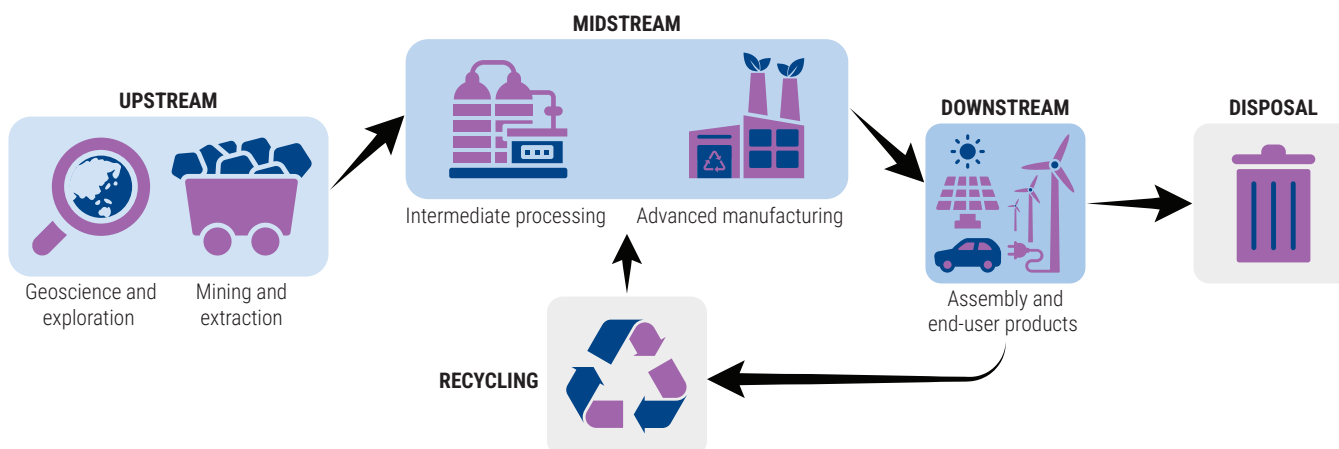 MIDSTREAM
UPSTREAM
DOWNSTREAM
DISPOSAL
Intermediate processing
Advanced manufacturing
Geoscience and
exploration
Mining and
extraction
Assembly and
end-user products
RECYCLING